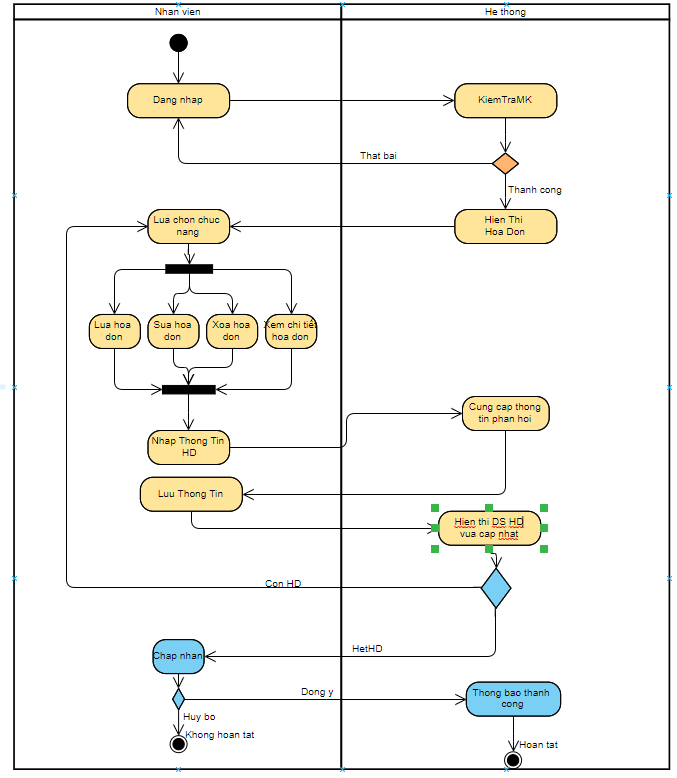 Nhan vien
He thong
Dang nhap
KiemTraMK
That bai
Thanh cong
Lua chon chuc
nang
Hien Thi
Hoa Don
Lua hoa
don
Sua hoa
don
Xoa hoa
don
Xem chi tiết
hoa don
Cung cap thong
tin phan hoi
Nhap Thong Tin
HD
Luu Thong Tin
Hien thi DS HD
vua cap nhat
Con HD
HetHD
Chap nhan
Dong y
Thong bao thanh
cong
Huy bo
Khong hoan tat
Hoan tat